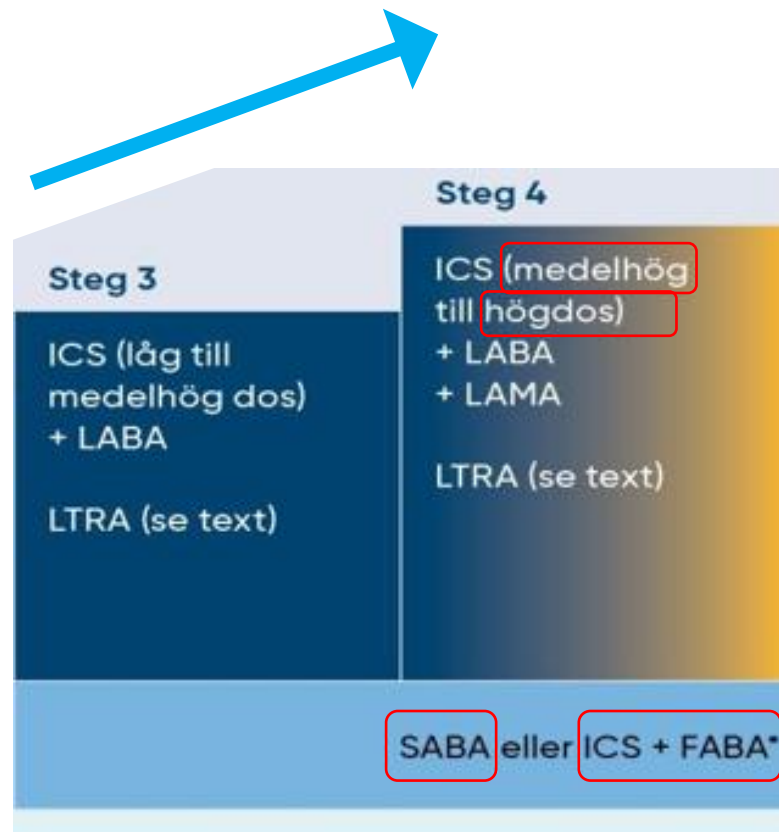 Steg 3
ICS (låg till
medelhög dos)
+ LABA
LTRA (se text)
Steg 4
ICS (medelhög
till högdos)
+ LABA
+ LAMA
LTRA (se text)
SABA eller ICS + FABA*